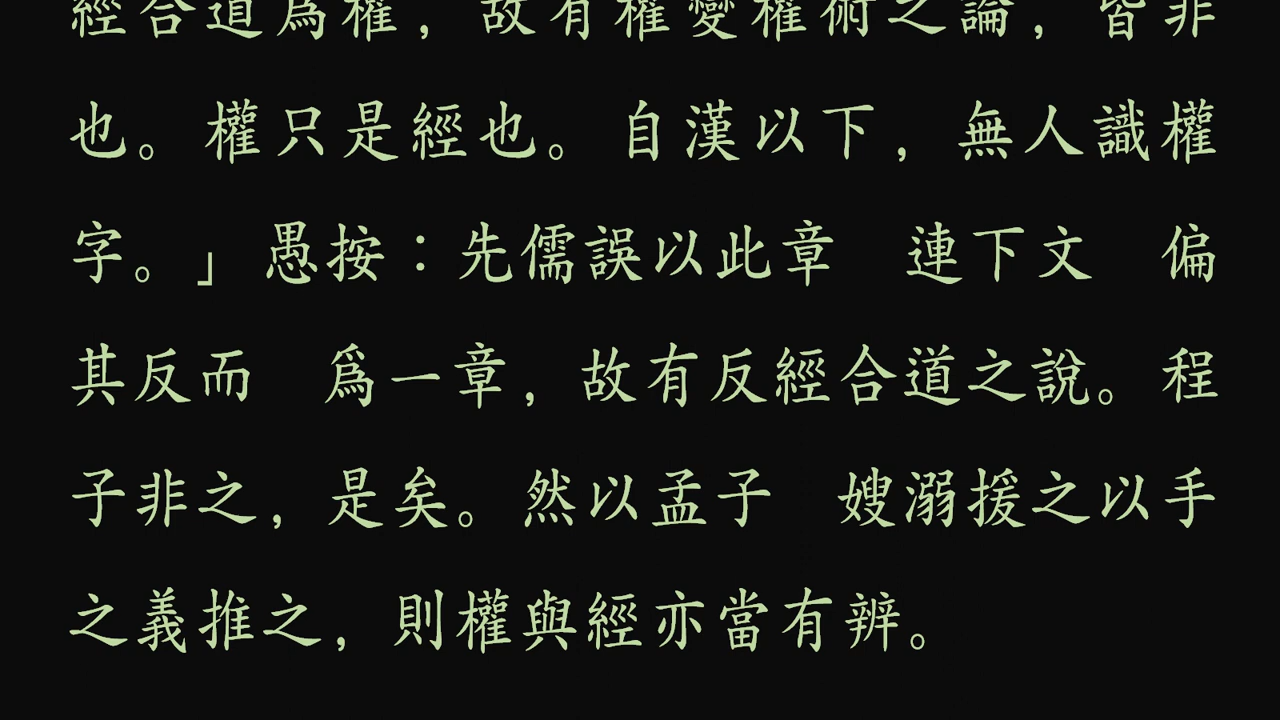 經合道爲權，故有權變權術之論，皆非
也。權只是經也。自漢以下，無人識權
字。」愚按：先儒誤以此章　連下文　偏
其反而　爲一章，故有反經合道之說。程
子非之，是矣。然以孟子　嫂溺援之以手
之義推之，則權與經亦當有辨。